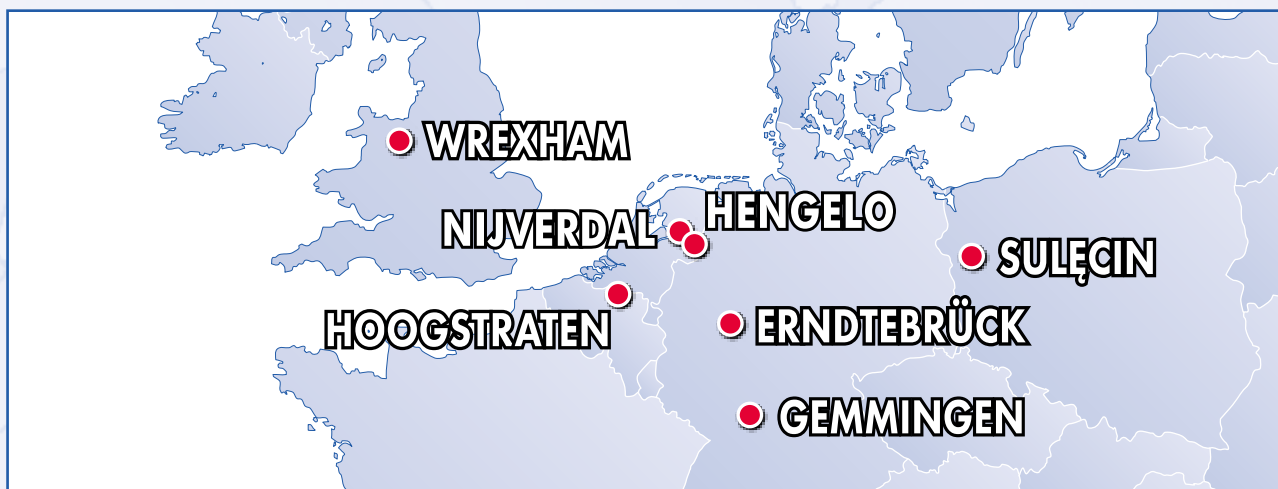 WREXHAM
HENGELO
NIJVERDAL
SULĘCIN
HOOGSTRATEN
ERNDTEBRÜCK
GEMMINGEN